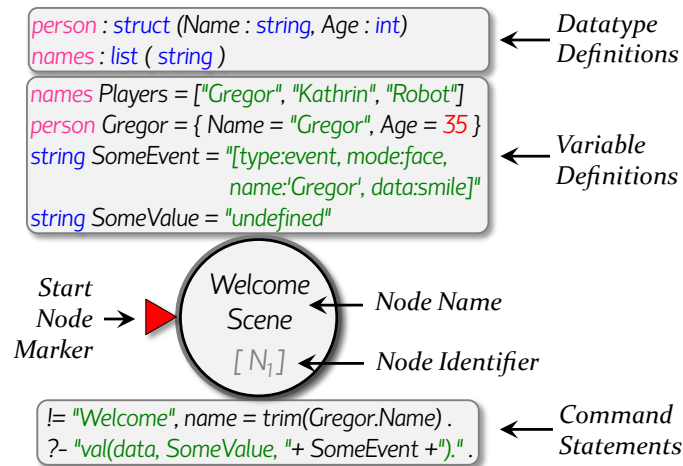 person : struct (Name : string, Age : int)
names : list ( string )
Datatype
Definitions
names Players = ["Gregor", "Kathrin", "Robot"]
person Gregor = { Name = "Gregor", Age = 35 }
string SomeEvent = "[type:event, mode:face,
name:'Gregor', data:smile]"
string SomeValue = "undefined"
Variable
Definitions
Start
Node
Marker
Welcome
Scene
[ N₁]
Node Name
Node Identifier
!= "Welcome", name = trim(Gregor.Name) .
?- "val(data, SomeValue, "+ SomeEvent +")." .
Command
Statements